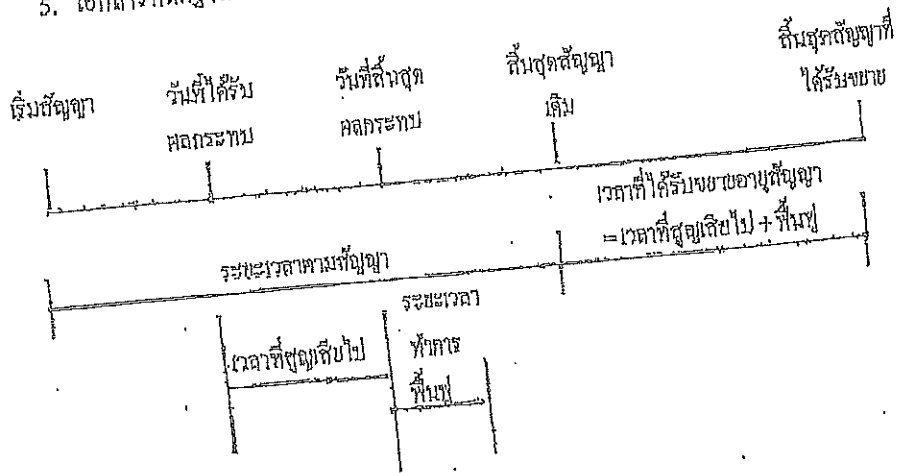 5.
เริ่มสัญญา
วันที่ได้รับ
ผลกระทบ
วันที่สิ้นสุด
ผลกระทบ
สิ้นสุดสัญญา
เดิม
สิ้นสุดสัญญาที่
ได้รับขยาย
เวลาที่ได้รับขยายอายุสัญญา
=เวลาที่สูญเสียไป+ฟื้นฟู
ระยะเวลาตามสัญญา
เวลาที่สูญเสียไป
ระยะเวลา
ทำการ
ฟื้นฟู